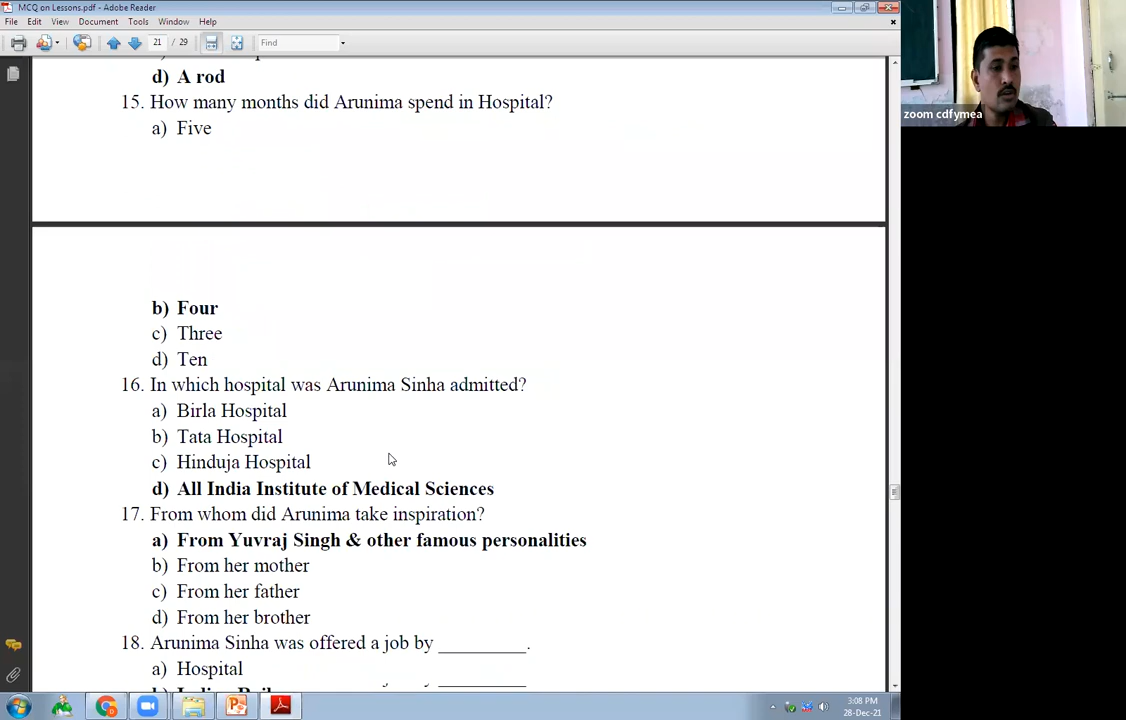 MCQ on Lessons.pdf - Adobe Reader
File Edit View Document Tools Window Help
21 / 29 Find
d) A rod
15. How many months did Arunima spend in Hospital?
a) Five
b) Four
c) Three
d) Ten
16. In which hospital was Arunima Sinha admitted?
a) Birla Hospital
b) Tata Hospital
c) Hinduja Hospital
d) All India Institute of Medical Sciences
17. From whom did Arunima take inspiration?
a) From Yuvraj Singh & other famous personalities
b) From her mother
c) From her father
d) From her brother
18. Arunima Sinha was offered a job by _________.
a) Hospital
zoom cdfymea
3:08 PM
28-Dec-21